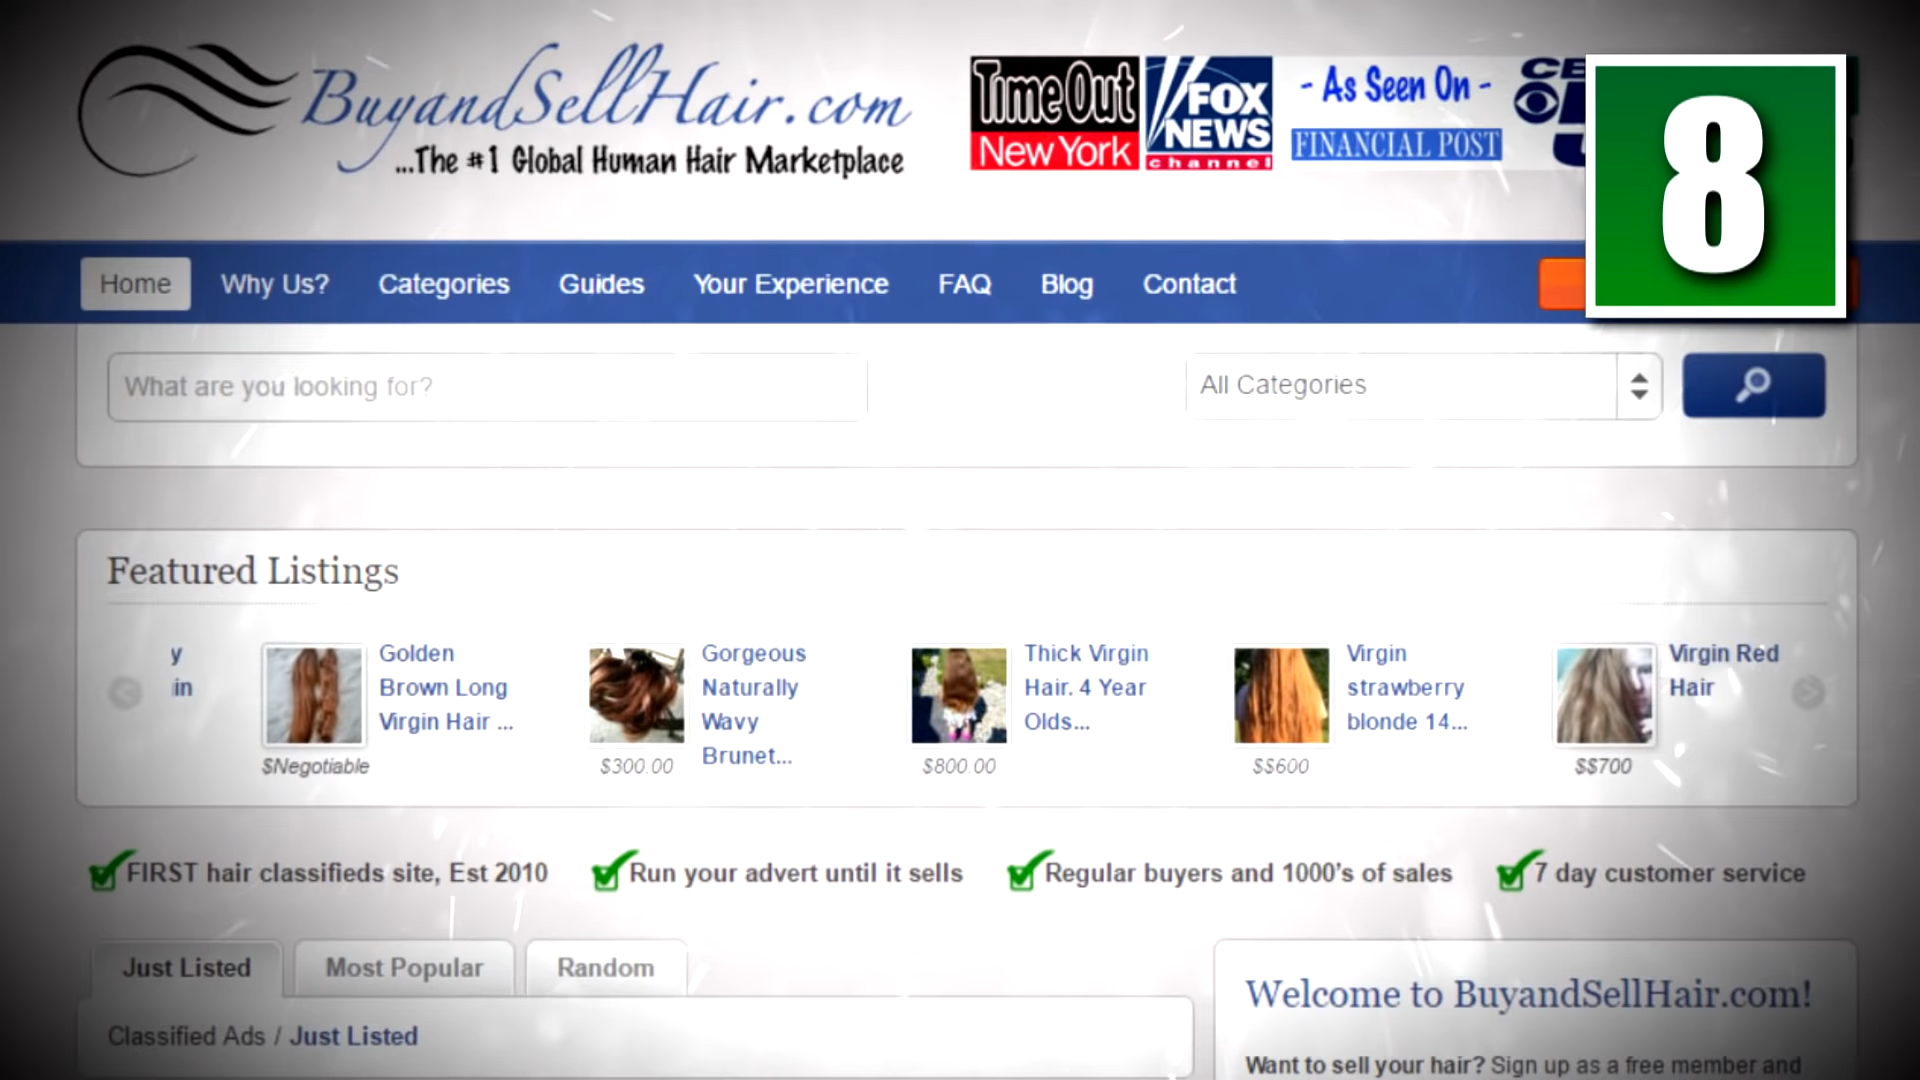 BuyandSellHair.com
...The #1 Global Human Hair Marketplace
Time Out
New York
FOX
NEWS
channel
- As Seen On -
FINANCIAL POST
8
Home Why Us? Categories Guides Your Experience FAQ Blog Contact
What are you looking for?
All Categories
Featured Listings
y
in
Golden
Brown Long
Virgin Hair ...
$Negotiable
Gorgeous
Naturally
Wavy
Brunet...
$300.00
Thick Virgin
Hair. 4 Year
Olds...
$800.00
Virgin
strawberry
blonde 14...
$$600
Virgin Red
Hair
$$700
FIRST hair classifieds site, Est 2010
Run your advert until it sells
Regular buyers and 1000's of sales
7 day customer service
Just Listed Most Popular Random
Classified Ads / Just Listed
Welcome to BuyandSellHair.com!
Want to sell your hair? Sign up as a free member and